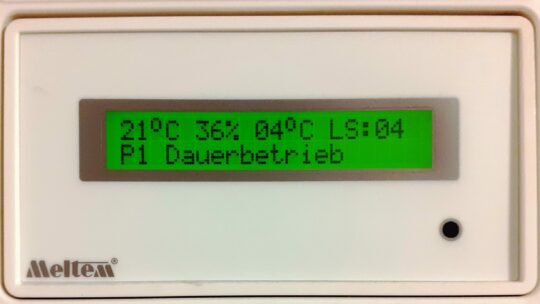 21°C 36% 04°C LS:04
P1 Dauerbetrieb
Meltem®